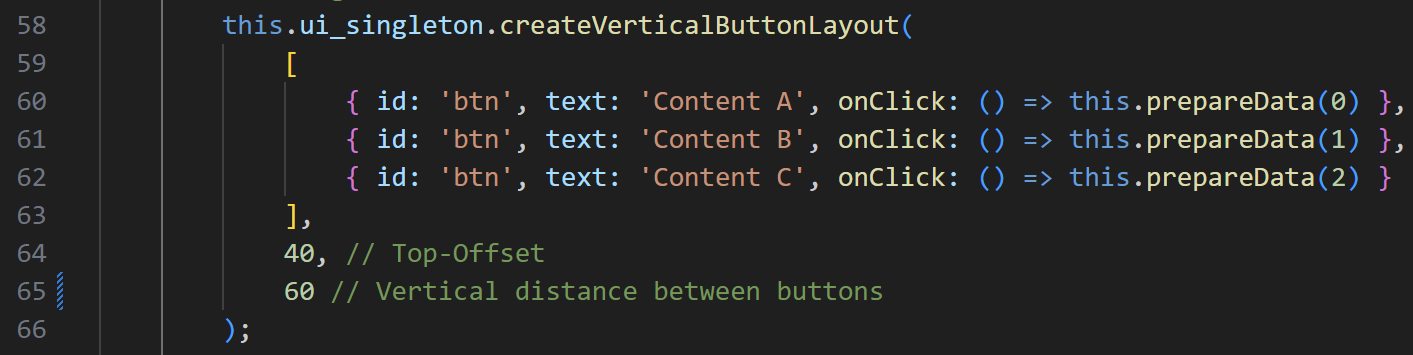 58 this.ui_singleton.createVerticalButtonLayout(
59 [
60 { id: 'btn', text: 'Content A', onClick: () => this.prepareData(0) },
61 { id: 'btn', text: 'Content B', onClick: () => this.prepareData(1) },
62 { id: 'btn', text: 'Content C', onClick: () => this.prepareData(2) }
63 ],
64 40, // Top-Offset
65 60 // Vertical distance between buttons
66 );